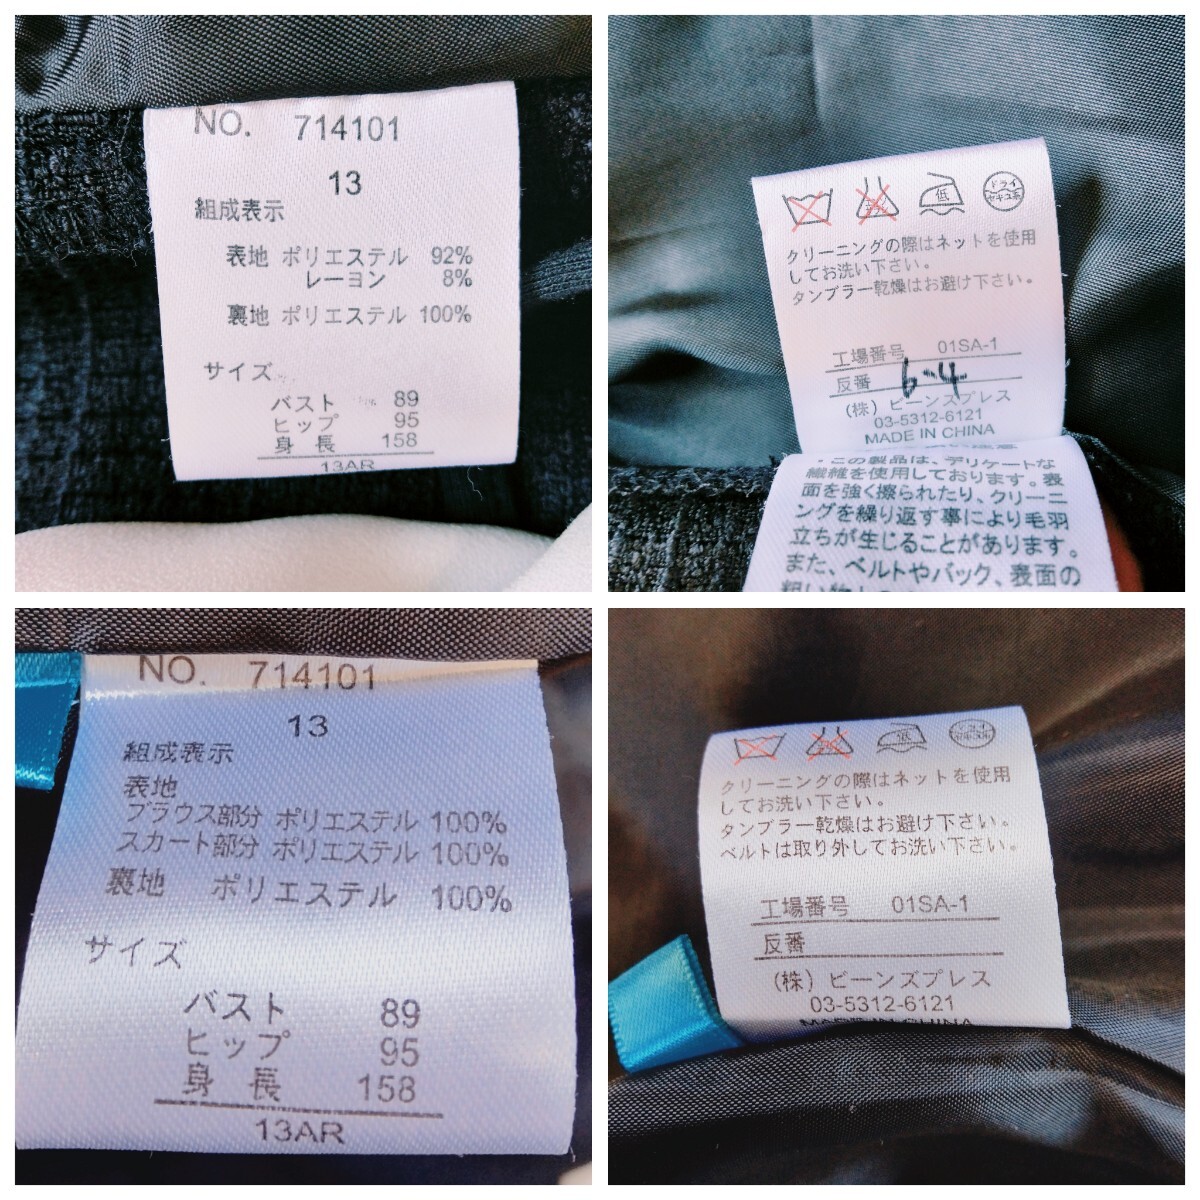 NO. 714101
13
組成表示
表地 ポリエステル 92%
レーヨン 8%
裏地 ポリエステル 100%
サイズ
バスト 89
ヒップ 95
身長 158
13AR
低
ドライ
セキユ系
クリーニングの際はネットを使用
してお洗い下さい。
タンブラー乾燥はお避け下さい。
工場番号 01SA-1
反番 6-4
(株)ビーンズプレス
03-5312-6121
MADE IN CHINA
・この製品は、デリケートな
繊維を使用しております。表
面を強く擦られたり、クリーニ
ングを繰り返す事により毛羽
立ちが生じることがあります。
また、ベルトやバック、表面の
NO. 714101
13
組成表示
表地
ブラウス部分 ポリエステル 100%
スカート部分 ポリエステル 100%
裏地 ポリエステル 100%
サイズ
バスト 89
ヒップ 95
身長 158
13AR
低
ドライ
セキユ系
クリーニングの際はネットを使用
してお洗い下さい。
タンブラー乾燥はお避け下さい。
ベルトは取り外してお洗い下さい。
工場番号 01SA-1
反番
(株)ビーンズプレス
03-5312-6121
MADE IN CHINA